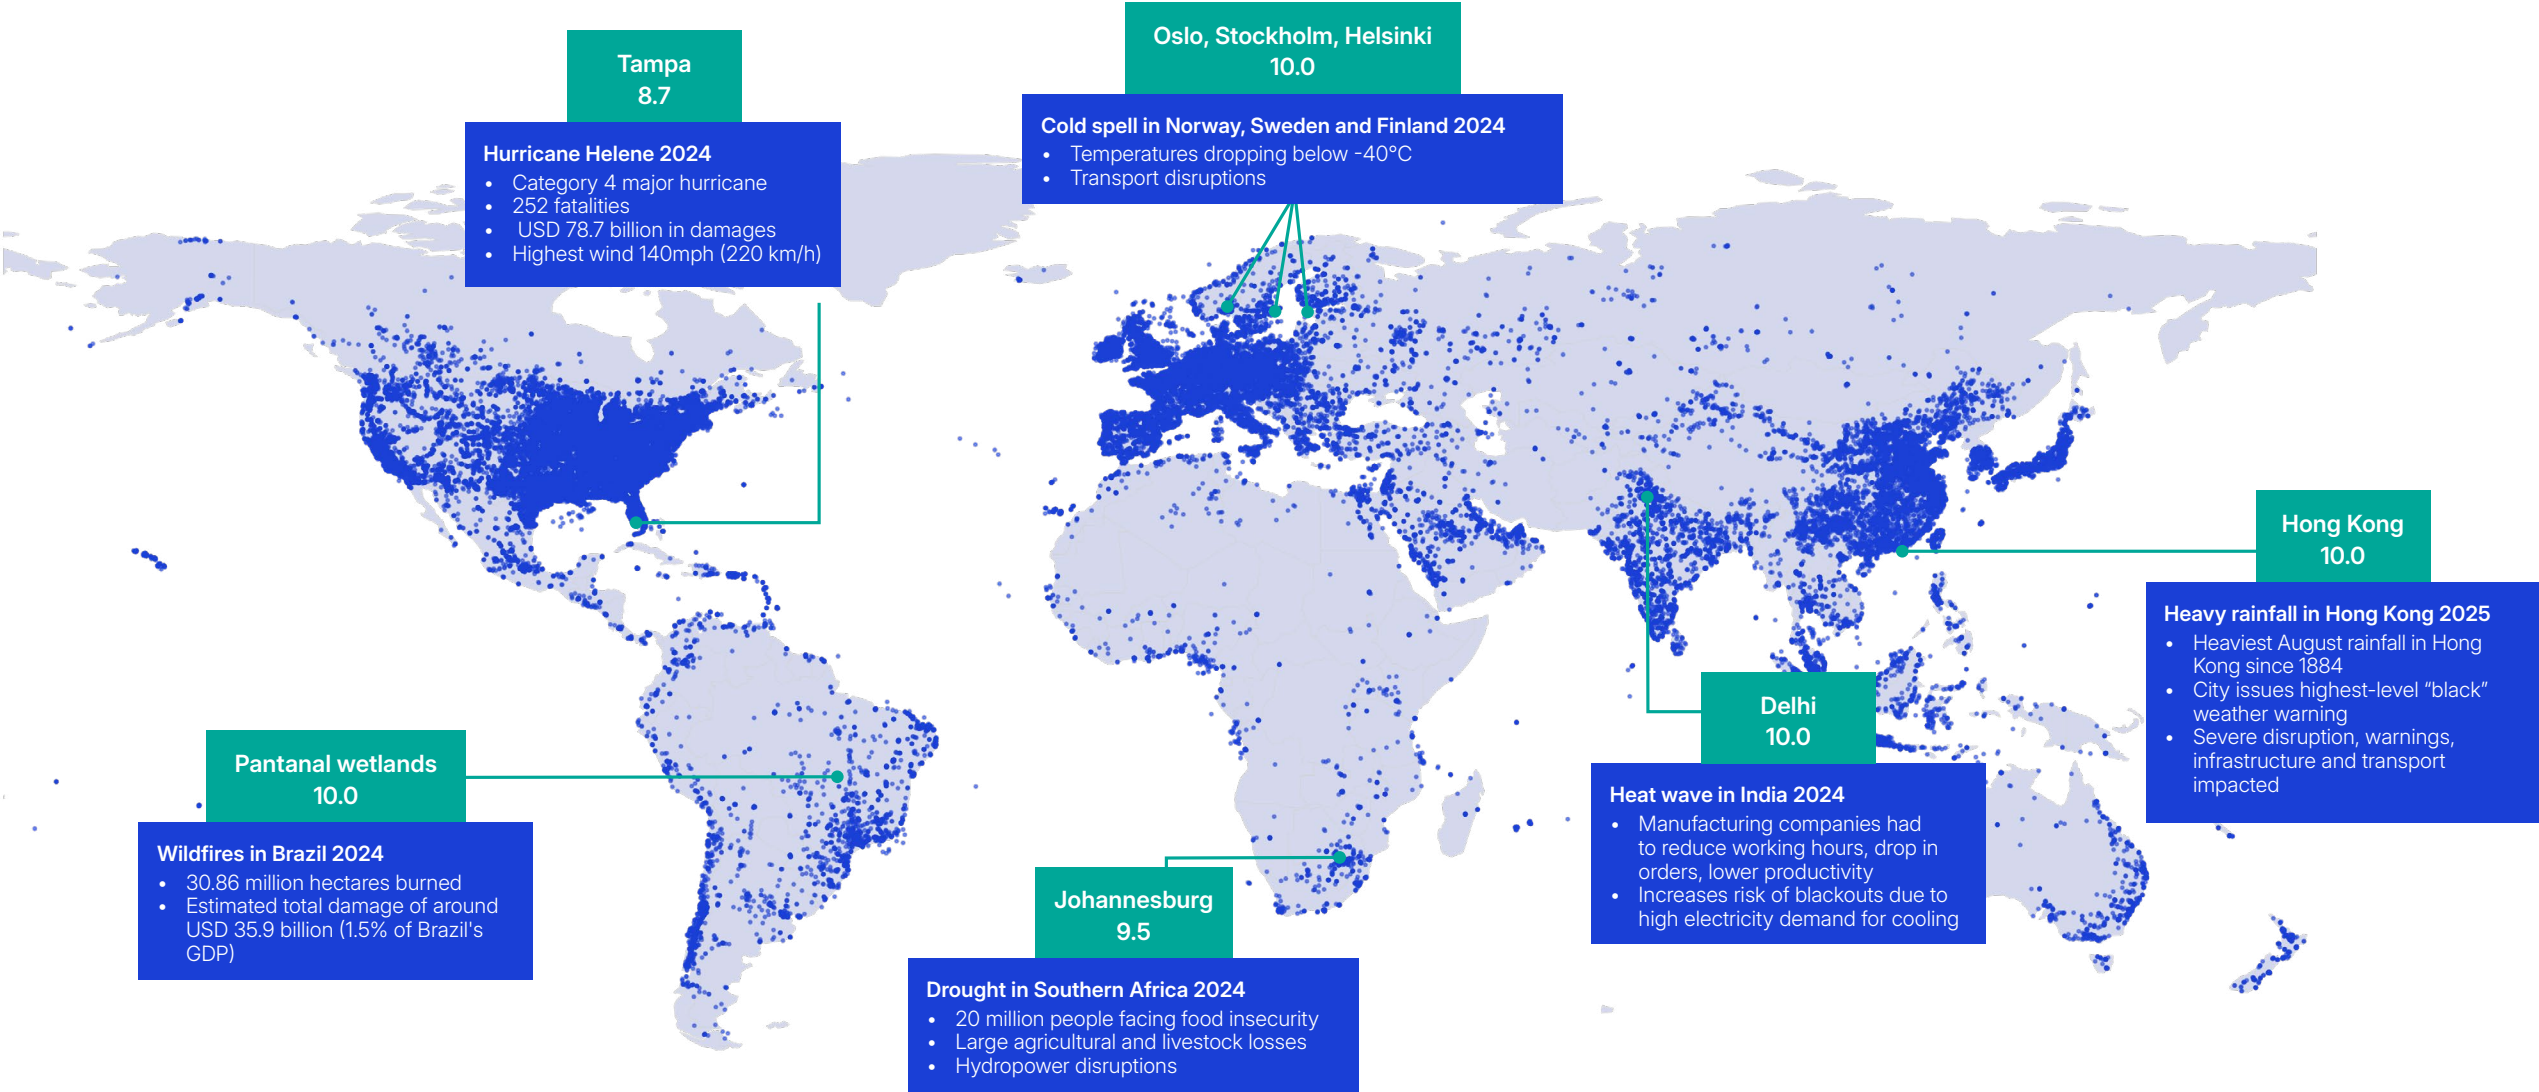 Tampa
8.7
Hurricane Helene 2024
• Category 4 major hurricane
• 252 fatalities
• USD 78.7 billion in damages
• Highest wind 140mph (220 km/h)
Oslo, Stockholm, Helsinki
10.0
Cold spell in Norway, Sweden and Finland 2024
• Temperatures dropping below -40°C
• Transport disruptions
Hong Kong
10.0
Heavy rainfall in Hong Kong 2025
• Heaviest August rainfall in Hong
Kong since 1884
• City issues highest-level “black”
weather warning
• Severe disruption, warnings,
infrastructure and transport
impacted
Delhi
10.0
Heat wave in India 2024
• Manufacturing companies had
to reduce working hours, drop in
orders, lower productivity
• Increases risk of blackouts due to
high electricity demand for cooling
Pantanal wetlands
10.0
Wildfires in Brazil 2024
• 30.86 million hectares burned
• Estimated total damage of around
USD 35.9 billion (1.5% of Brazil's
GDP)
Johannesburg
9.5
Drought in Southern Africa 2024
• 20 million people facing food insecurity
• Large agricultural and livestock losses
• Hydropower disruptions